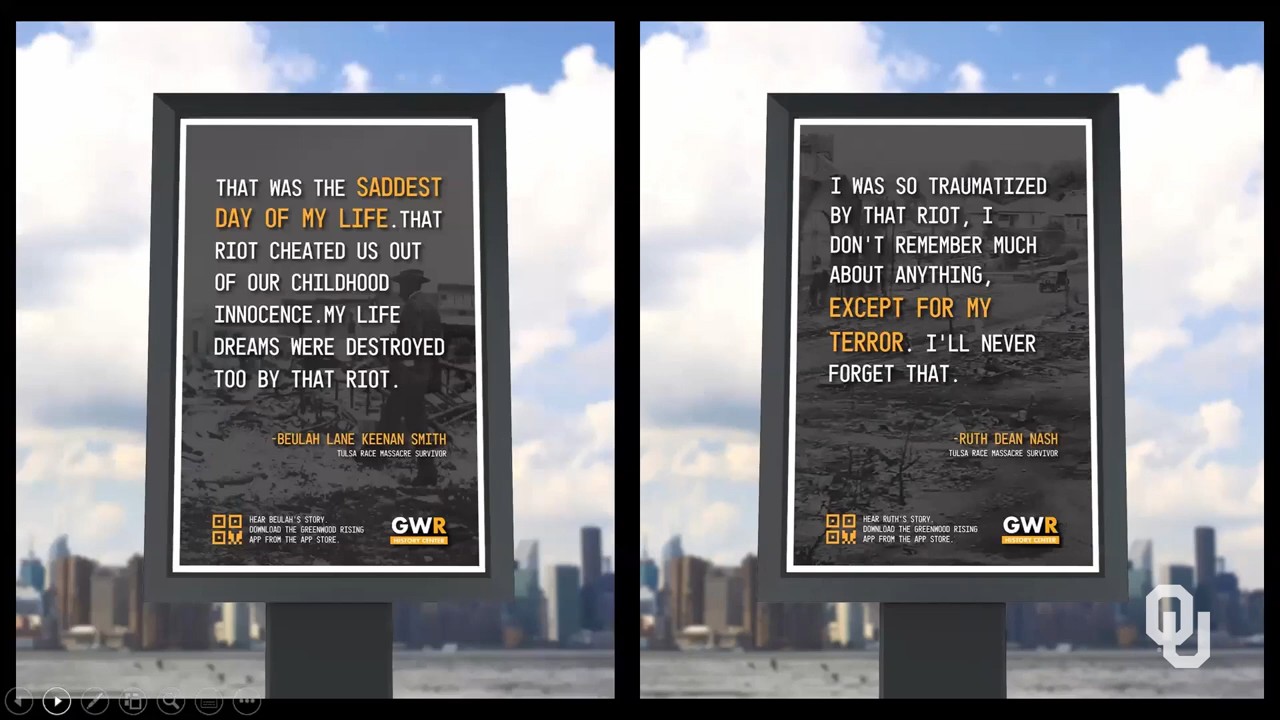 THAT WAS THE SADDEST
DAY OF MY LIFE.THAT
RIOT CHEATED US OUT
OF OUR CHILDHOOD
INNOCENCE.MY LIFE
DREAMS WERE DESTROYED
TOO BY THAT RIOT.
-BEULAH LANE KEENAN SMITH
TULSA RACE MASSACRE SURVIVOR
HEAR BEULAH'S STORY.
DOWNLOAD THE GREENWOOD RISING
APP FROM THE APP STORE.
GWR
HISTORY CENTER
I WAS SO TRAUMATIZED
BY THAT RIOT, I
DON'T REMEMBER MUCH
ABOUT ANYTHING,
EXCEPT FOR MY
TERROR. I'LL NEVER
FORGET THAT.
-RUTH DEAN NASH
TULSA RACE MASSACRE SURVIVOR
HEAR RUTH'S STORY.
DOWNLOAD THE GREENWOOD RISING
APP FROM THE APP STORE.
GWR
HISTORY CENTER
OU